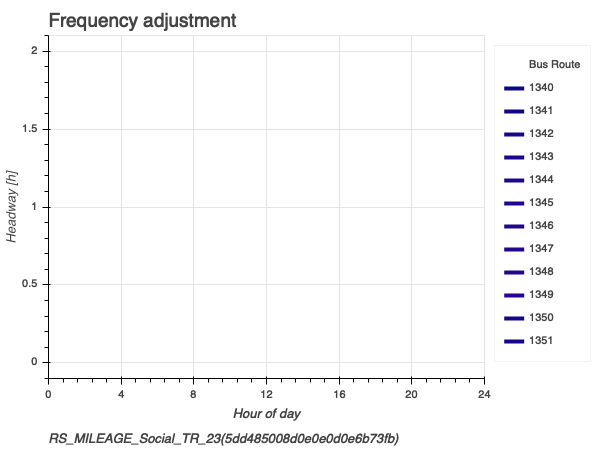 Frequency adjustment
2
1.5
1
0.5
0
Headway [h]
0 4 8 12 16 20 24
Hour of day
RS_MILEAGE_Social_TR_23(5dd485008d0e0e0d0e6b73fb)
Bus Route
1340
1341
1342
1343
1344
1345
1346
1347
1348
1349
1350
1351